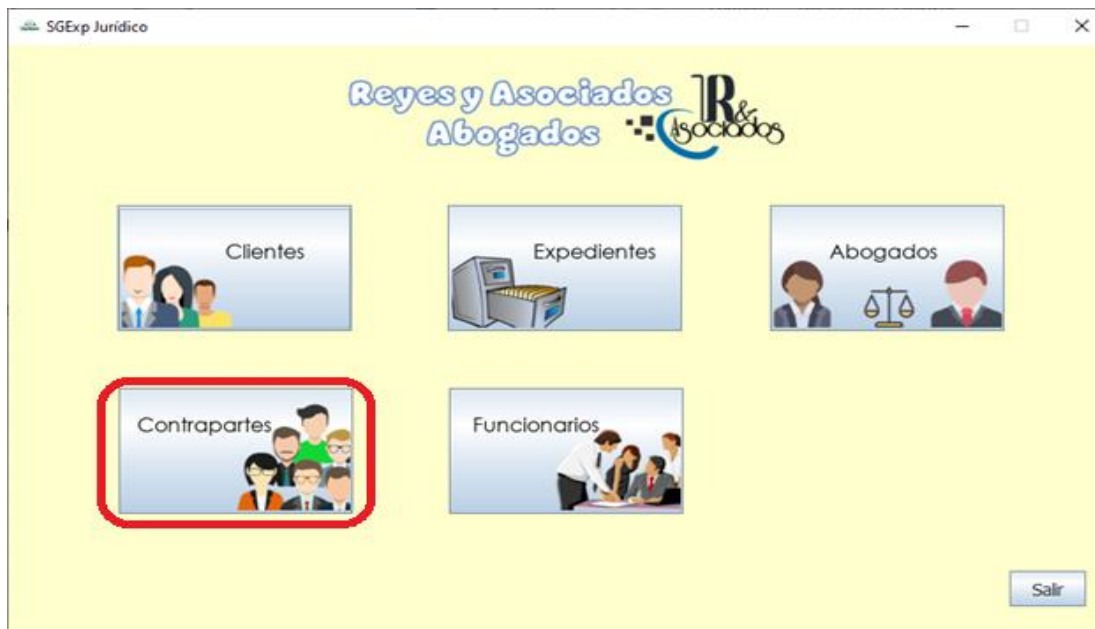 SGExp Jurídico
Reyes y Asociados
Abogados
R&
Asociados
Clientes
Expedientes
Abogados
Contrapartes
Funcionarios
Salir